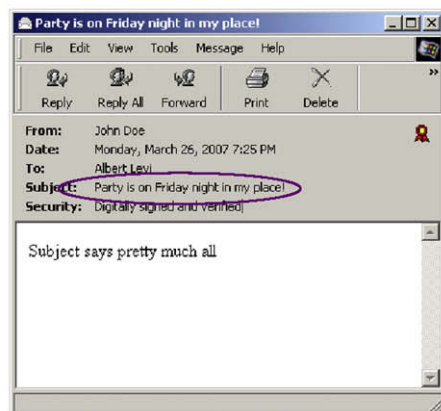 Party is on Friday night in my place!
File Edit View Tools Message Help
Reply Reply All Forward Print Delete »
From: John Doe
Date: Monday, March 26, 2007 7:25 PM
To: Albert Levi
Subject: Party is on Friday night in my place!
Security: Digitally signed and verified
Subject says pretty much all